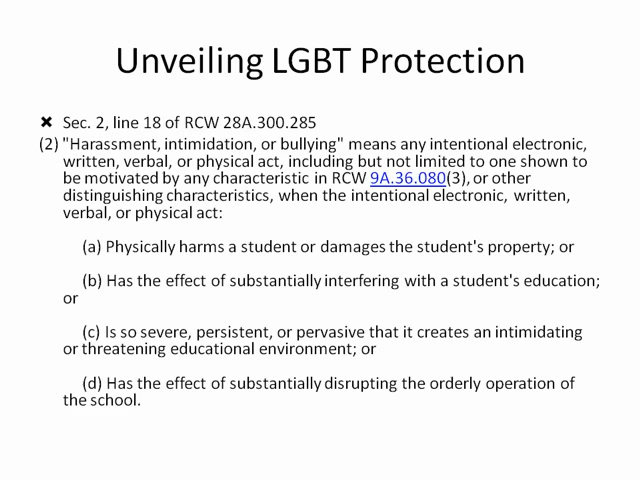 Unveiling LGBT Protection
✖ Sec. 2, line 18 of RCW 28A.300.285
(2) "Harassment, intimidation, or bullying" means any intentional electronic,
written, verbal, or physical act, including but not limited to one shown to
be motivated by any characteristic in RCW 9A.36.080(3), or other
distinguishing characteristics, when the intentional electronic, written,
verbal, or physical act:
(a) Physically harms a student or damages the student's property; or
(b) Has the effect of substantially interfering with a student's education;
or
(c) Is so severe, persistent, or pervasive that it creates an intimidating
or threatening educational environment; or
(d) Has the effect of substantially disrupting the orderly operation of
the school.